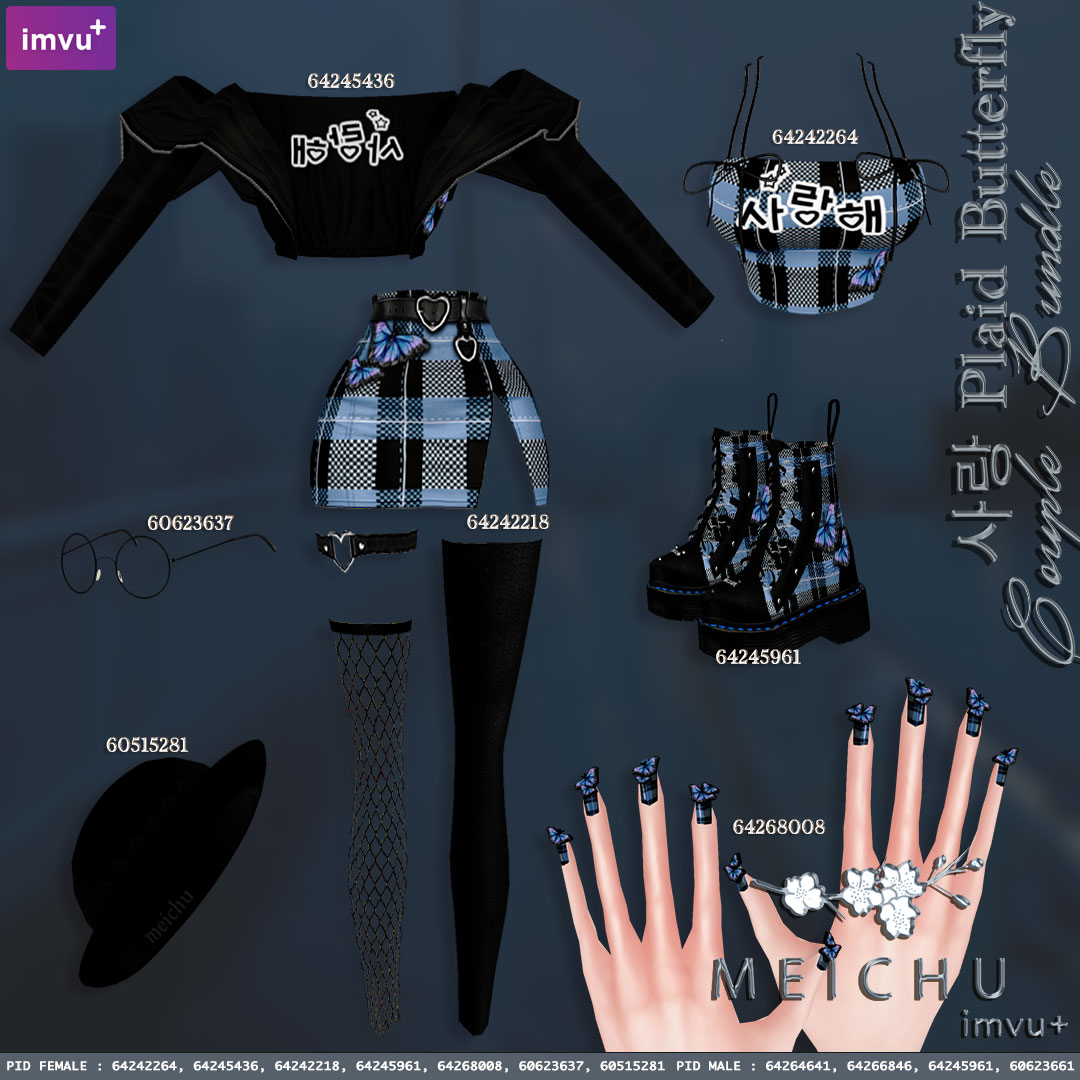 imvu+
64245436
64242264
사랑해
사랑 Plaid Butterfly
Couple Bundle
60623637
64242218
64245961
60515281
meichu
64268008
MEICHU
imvu+
PID FEMALE : 64242264, 64245436, 64242218, 64245961, 64268008, 60623637, 60515281 PID MALE : 64264641, 64266846, 64245961, 60623661